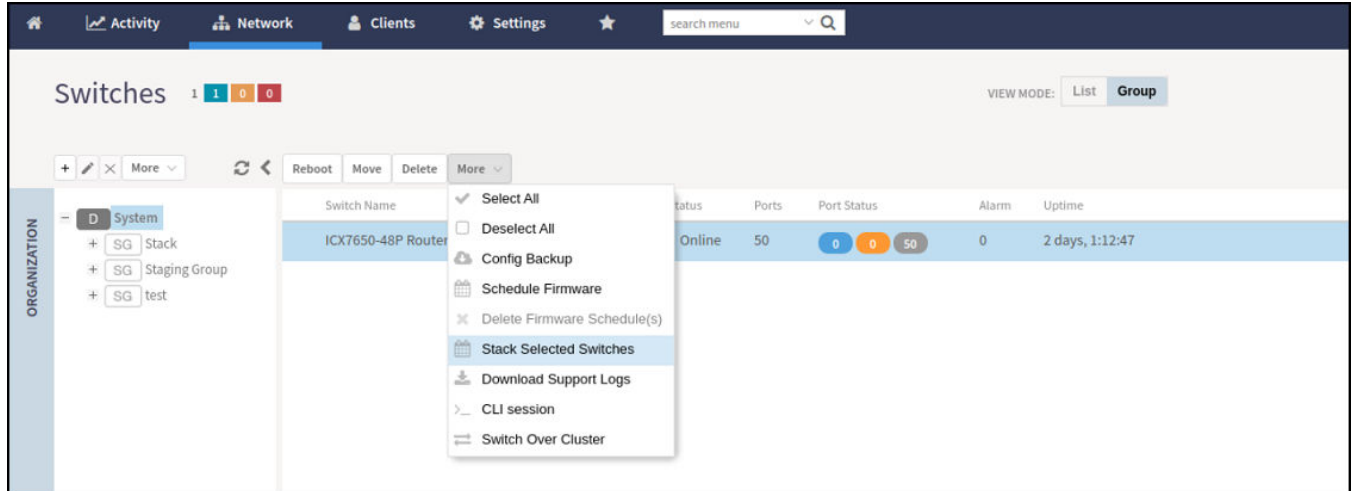 Activity Network Clients Settings search menu
Switches 1 1 0 0 VIEW MODE: List Group
+ More Reboot Move Delete More
ORGANIZATION
Switch Name tatus Ports Port Status Alarm Uptime
D System
ICX7650-48P Router Online 50 0 0 50 0 2 days, 1:12:47
+ SG Stack
+ SG Staging Group
+ SG test
Select All
Deselect All
Config Backup
Schedule Firmware
Delete Firmware Schedule(s)
Stack Selected Switches
Download Support Logs
CLI session
Switch Over Cluster